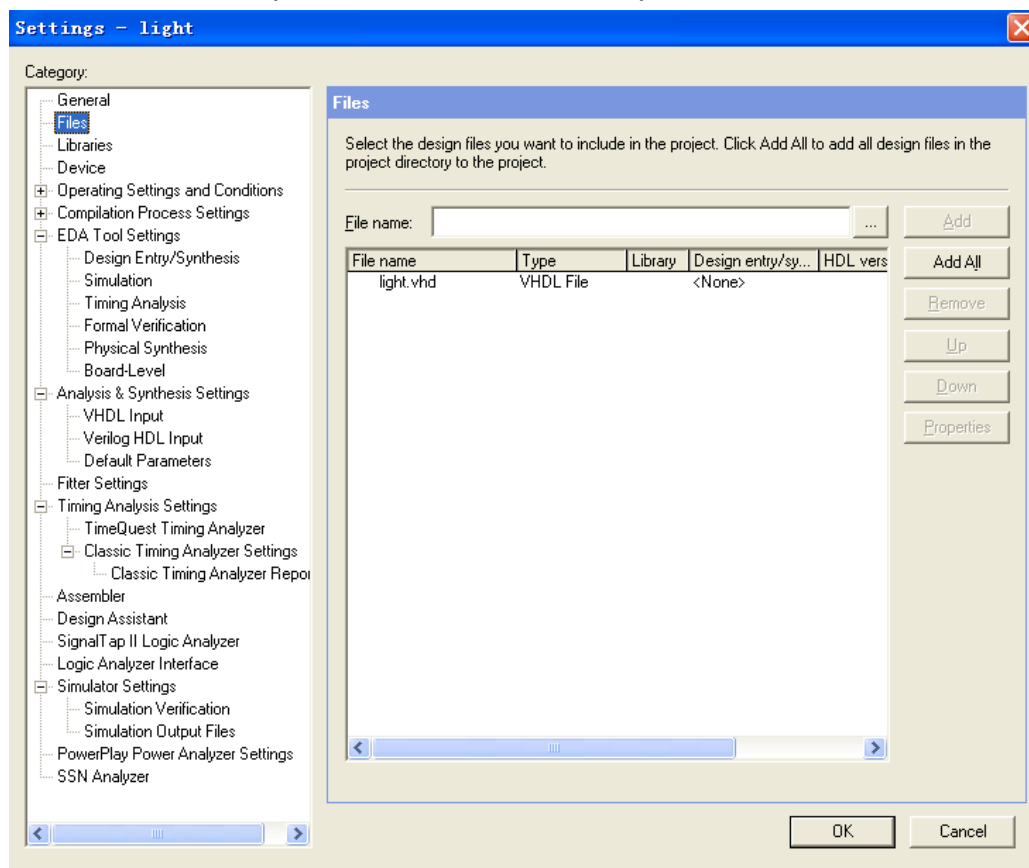 Settings - light
Category:
General
Files
Libraries
Device
Operating Settings and Conditions
Compilation Process Settings
EDA Tool Settings
Design Entry/Synthesis
Simulation
Timing Analysis
Formal Verification
Physical Synthesis
Board-Level
Analysis & Synthesis Settings
VHDL Input
Verilog HDL Input
Default Parameters
Fitter Settings
Timing Analysis Settings
TimeQuest Timing Analyzer
Classic Timing Analyzer Settings
Classic Timing Analyzer Repor
Assembler
Design Assistant
SignalTap II Logic Analyzer
Logic Analyzer Interface
Simulator Settings
Simulation Verification
Simulation Output Files
PowerPlay Power Analyzer Settings
SSN Analyzer
Files
Select the design files you want to include in the project. Click Add All to add all design files in the
project directory to the project.
File name: ... Add
File name Type Library Design entry/sy... HDL vers
light.vhd VHDL File <None>
Add All
Remove
Up
Down
Properties
OK Cancel